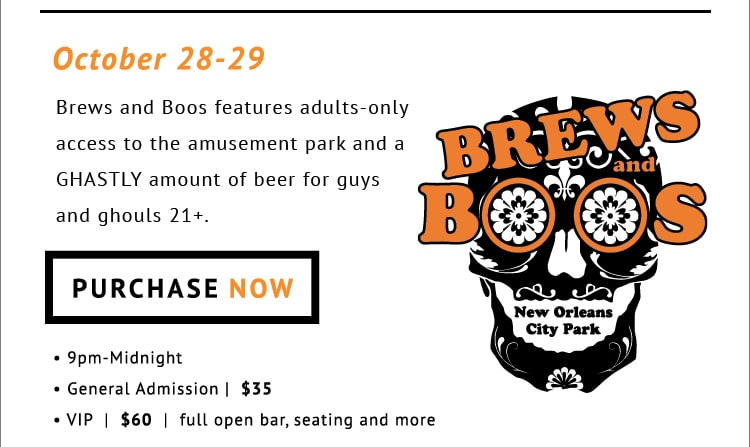 October 28-29
Brews and Boos features adults-only
access to the amusement park and a
GHASTLY amount of beer for guys
and ghouls 21+.
PURCHASE NOW
• 9pm-Midnight
• General Admission | $35
• VIP | $60 | full open bar, seating and more
BREWS
and
BOOS
New Orleans
City Park